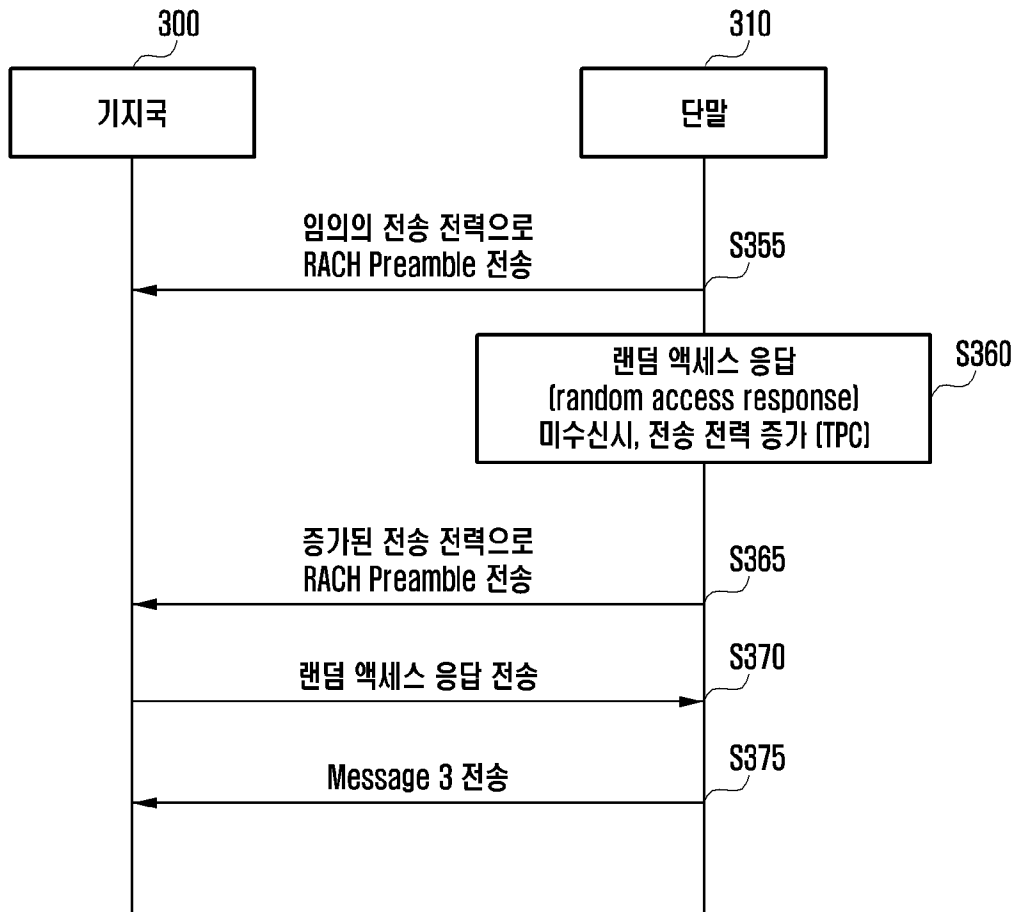 300
310
기지국
단말
임의의 전송 전력으로
RACH Preamble 전송
S355
랜덤 액세스 응답
(random access response)
미수신시, 전송 전력 증가 (TPC)
S360
증가된 전송 전력으로
RACH Preamble 전송
S365
랜덤 액세스 응답 전송
S370
Message 3 전송
S375